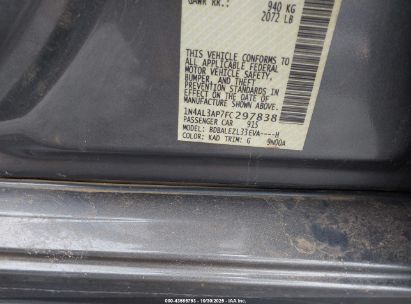 GAWR RR.: 940 KG
2072 LB
THIS VEHICLE CONFORMS TO
ALL APPLICABLE FEDERAL
MOTOR VEHICLE SAFETY,
BUMPER, AND THEFT
PREVENTION STANDARDS IN
EFFECT ON THE DATE OF
MANUFACTURE SHOWN ABOVE.
1N4AL3AP7FC297838
PASSENGER CAR 915
MODEL: BDBALEZL33EVA----H
COLOR: KAD TRIM: G 9N00A